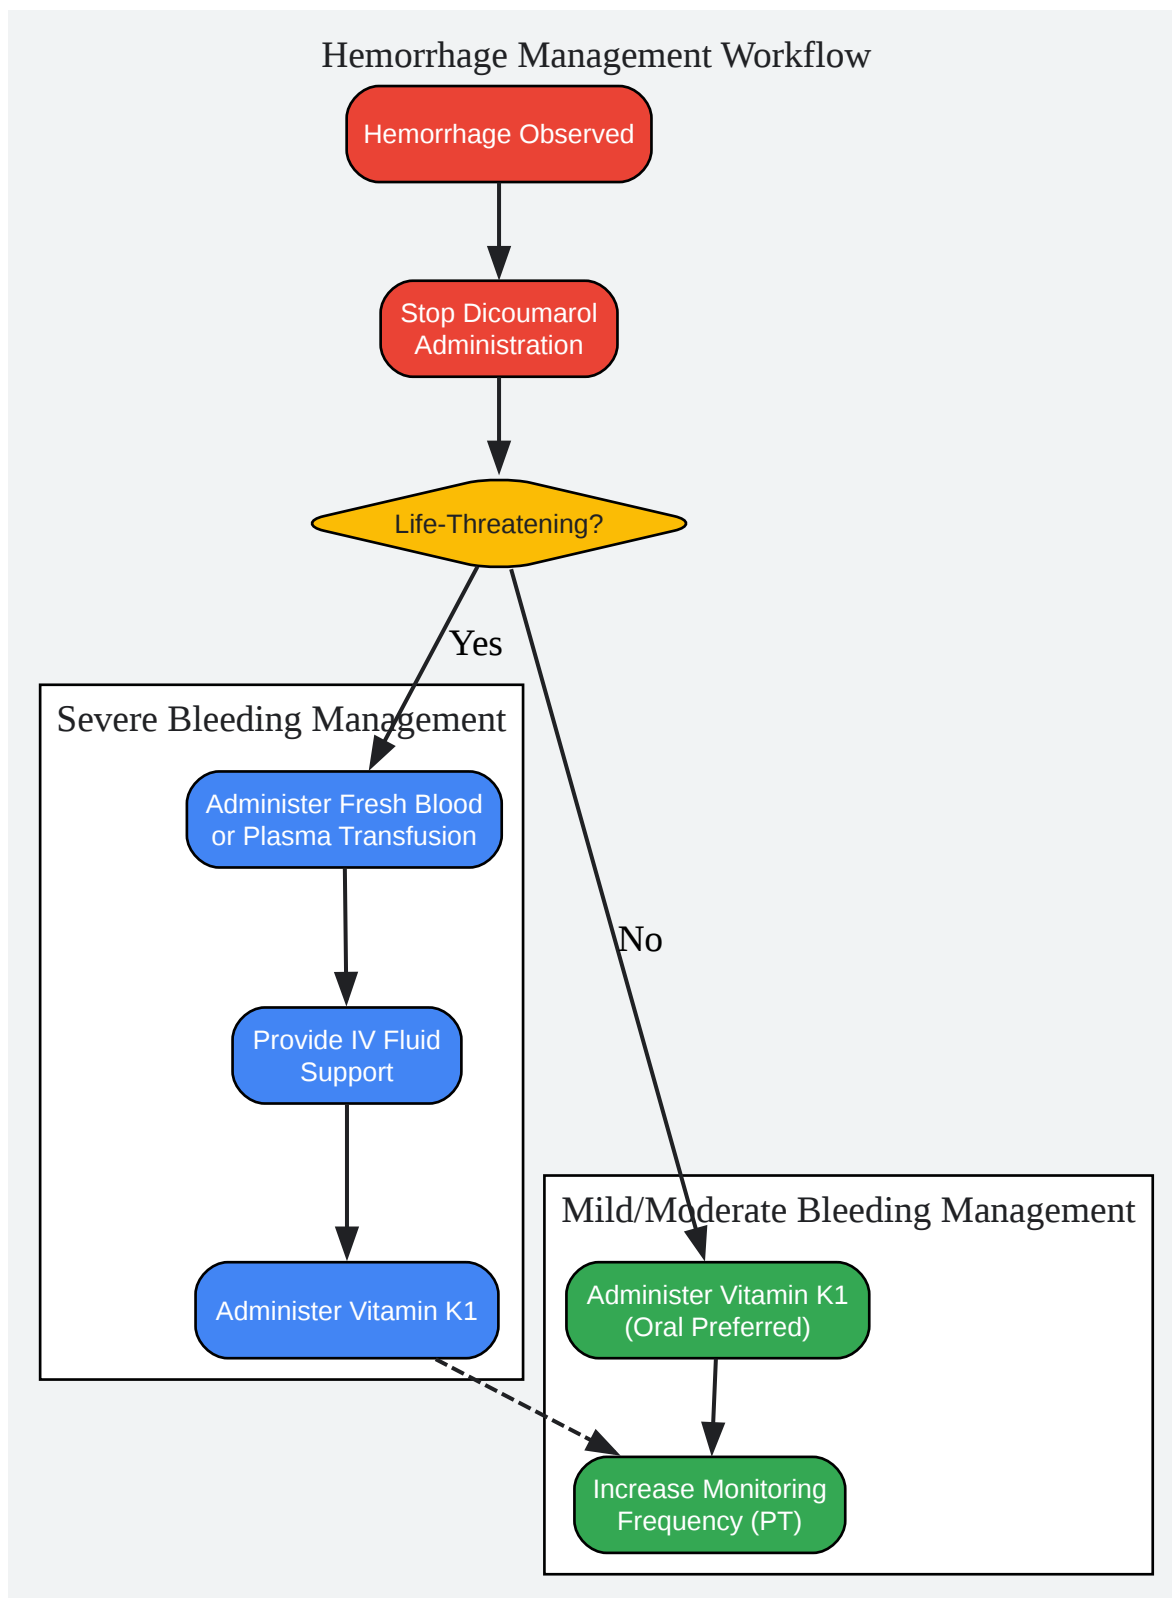 Hemorrhage Management Workflow
Hemorrhage Observed
Stop Dicoumarol
Administration
Life-Threatening?
Yes
Severe Bleeding Management
Administer Fresh Blood
or Plasma Transfusion
No
Provide IV Fluid
Support
Administer Vitamin K1
Mild/Moderate Bleeding Management
Administer Vitamin K1
(Oral Preferred)
Increase Monitoring
Frequency (PT)